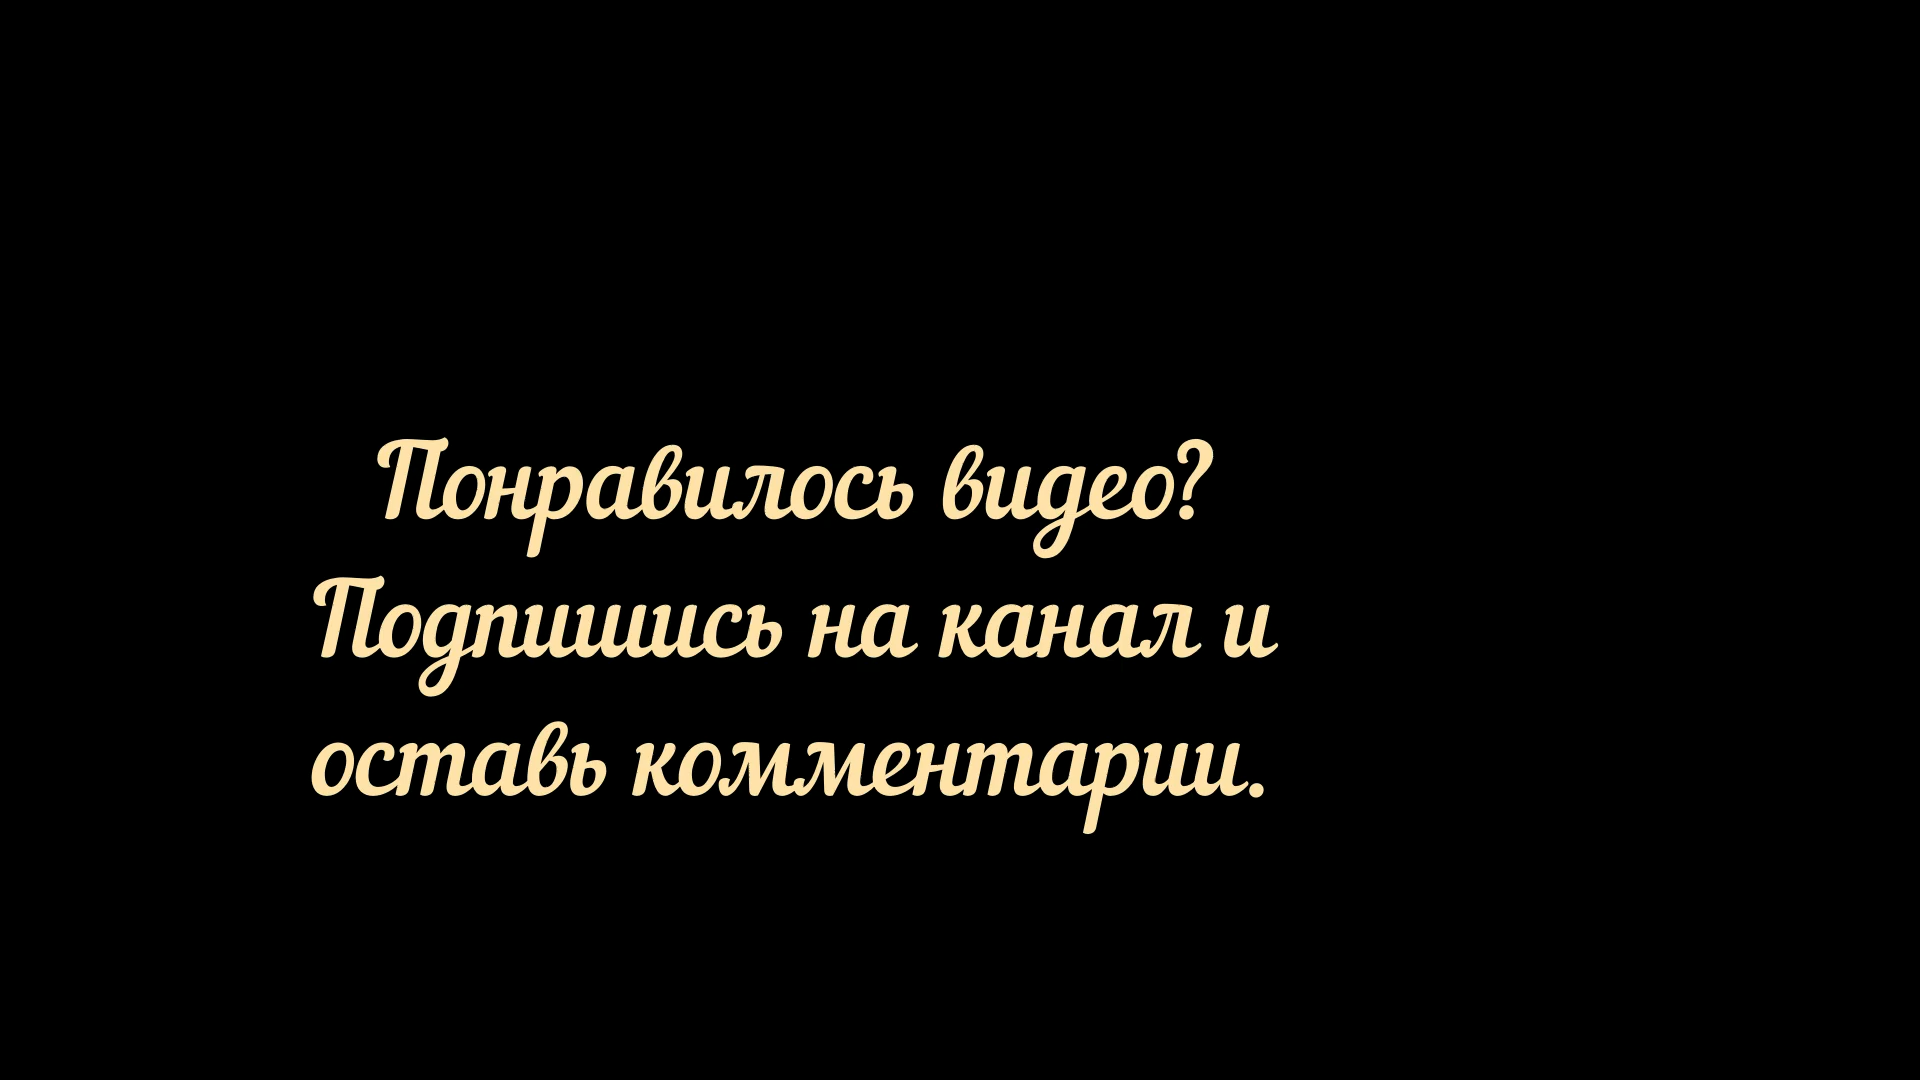 Понравилось видео?
Подпишись на канал и
оставь комментарии.